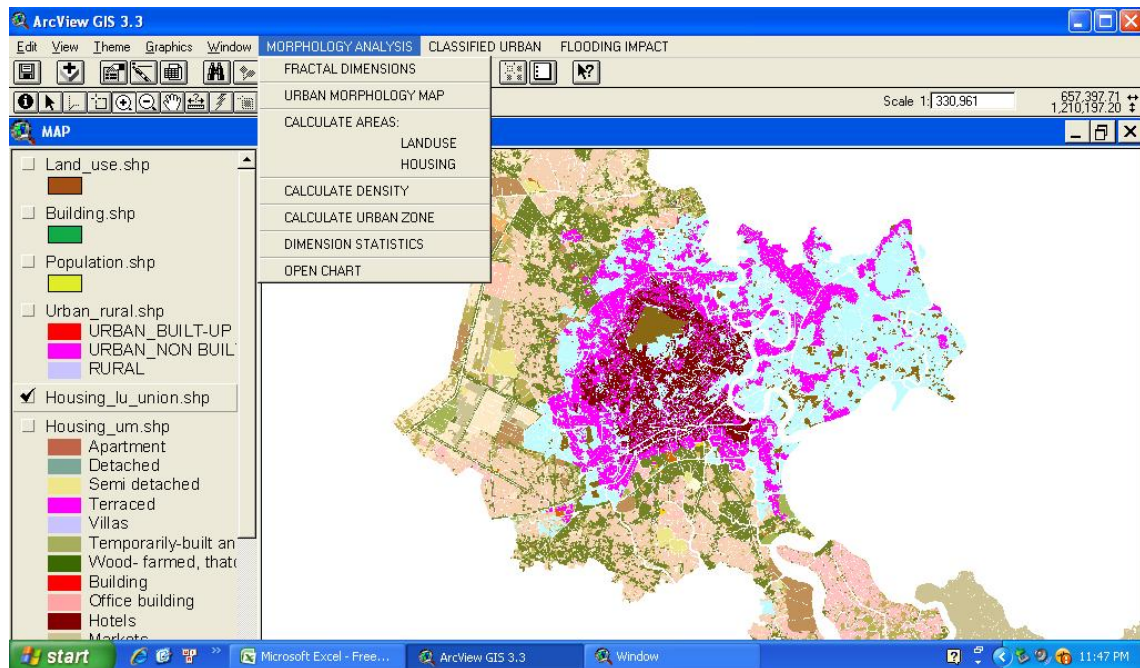 ArcView GIS 3.3
Edit View Theme Graphics Window MORPHOLOGY ANALYSIS CLASSIFIED URBAN FLOODING IMPACT
FRACTAL DIMENSIONS
URBAN MORPHOLOGY MAP
CALCULATE AREAS:
LANDUSE
HOUSING
CALCULATE DENSITY
CALCULATE URBAN ZONE
DIMENSION STATISTICS
OPEN CHART
Scale 1: 330,961
657,397.71
1,210,197.20
MAP
Land_use.shp
Building.shp
Population.shp
Urban_rural.shp
URBAN_BUILT-UP
URBAN_NON BUIL
RURAL
Housing_lu_union.shp
Housing_um.shp
Apartment
Detached
Semi detached
Terraced
Villas
Temporarily-built an
Wood- farmed, thatc
Building
Office building
Hotels
Markets
start Microsoft Excel - Free... ArcView GIS 3.3 Window 11:47 PM